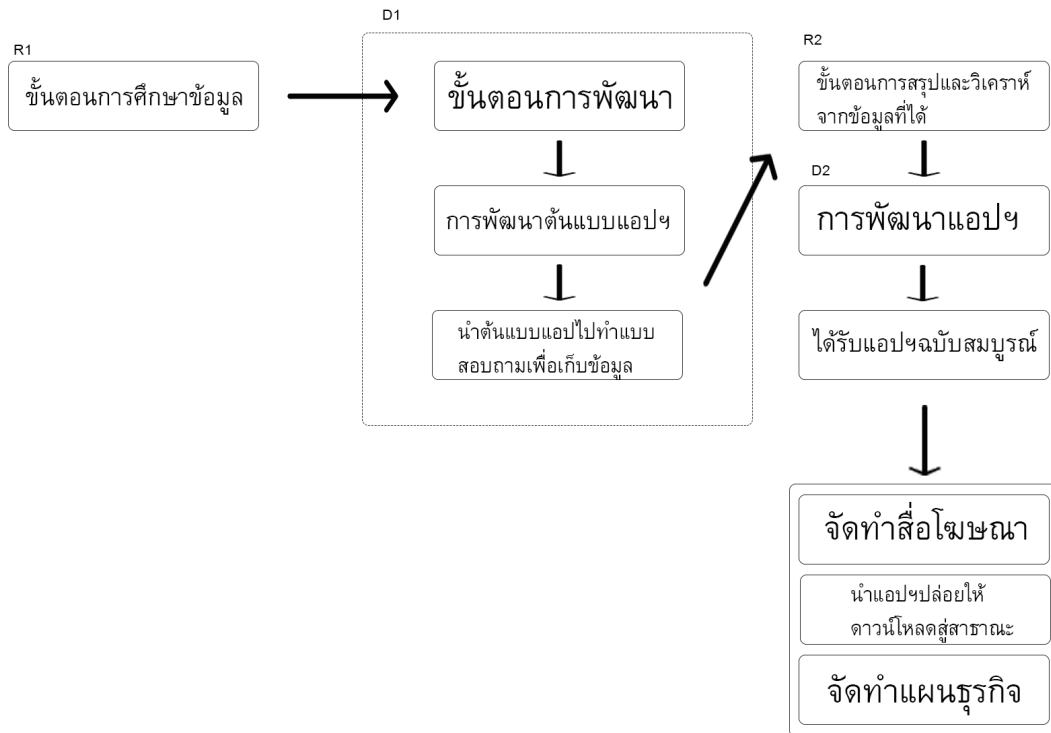 R1
ขั้นตอนการศึกษาข้อมูล
D1
ขั้นตอนการพัฒนา
การพัฒนาต้นแบบแอปฯ
นำต้นแบบแอปไปทำแบบ
สอบถามเพื่อเก็บข้อมูล
R2
ขั้นตอนการสรุปและวิเคราห์
จากข้อมูลที่ได้
D2
การพัฒนาแอปฯ
ได้รับแอปฯฉบับสมบูรณ์
จัดทำสื่อโฆษณา
นำแอปฯปล่อยให้
ดาวน์โหลดสู่สาธาณะ
จัดทำแผนธุรกิจ